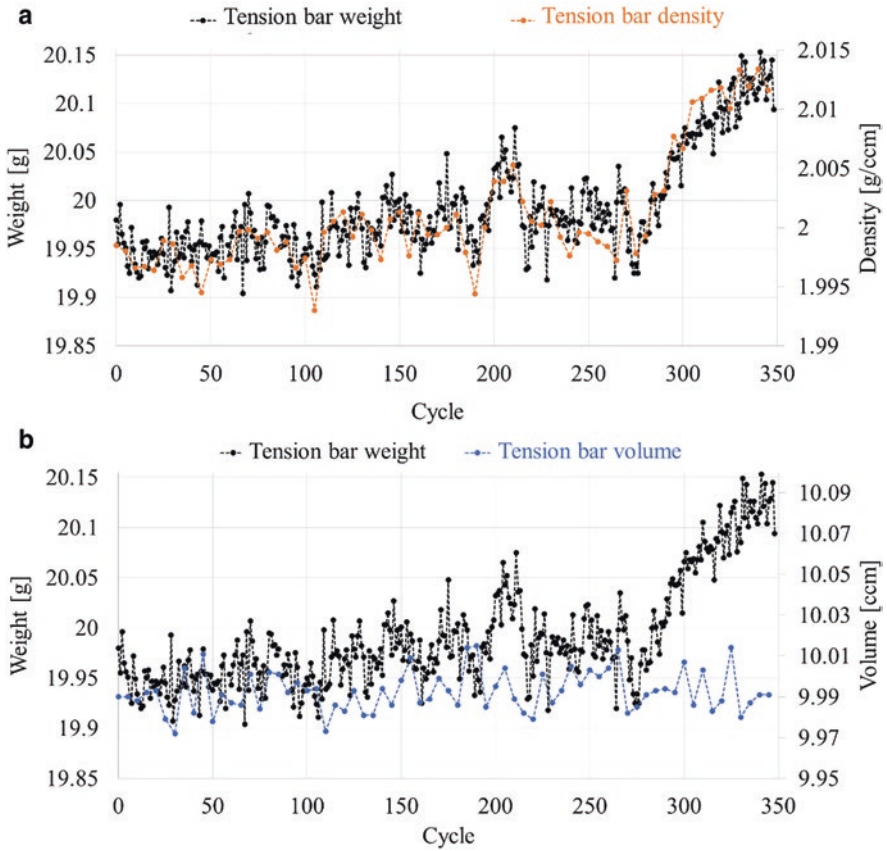 a
Tension bar weight Tension bar density
20.15 2.015
20.1 2.01
20.05 2.005
20 2
19.95 1.995
19.9 1.99
19.85
Weight [g]
Density [g/ccm]
0 50 100 150 200 250 300 350
Cycle
b
Tension bar weight Tension bar volume
20.15 10.09
20.1 10.07
20.05 10.05
20 10.03
19.95 10.01
19.9 9.99
19.85 9.97
9.95
Weight [g]
Volume [ccm]
0 50 100 150 200 250 300 350
Cycle